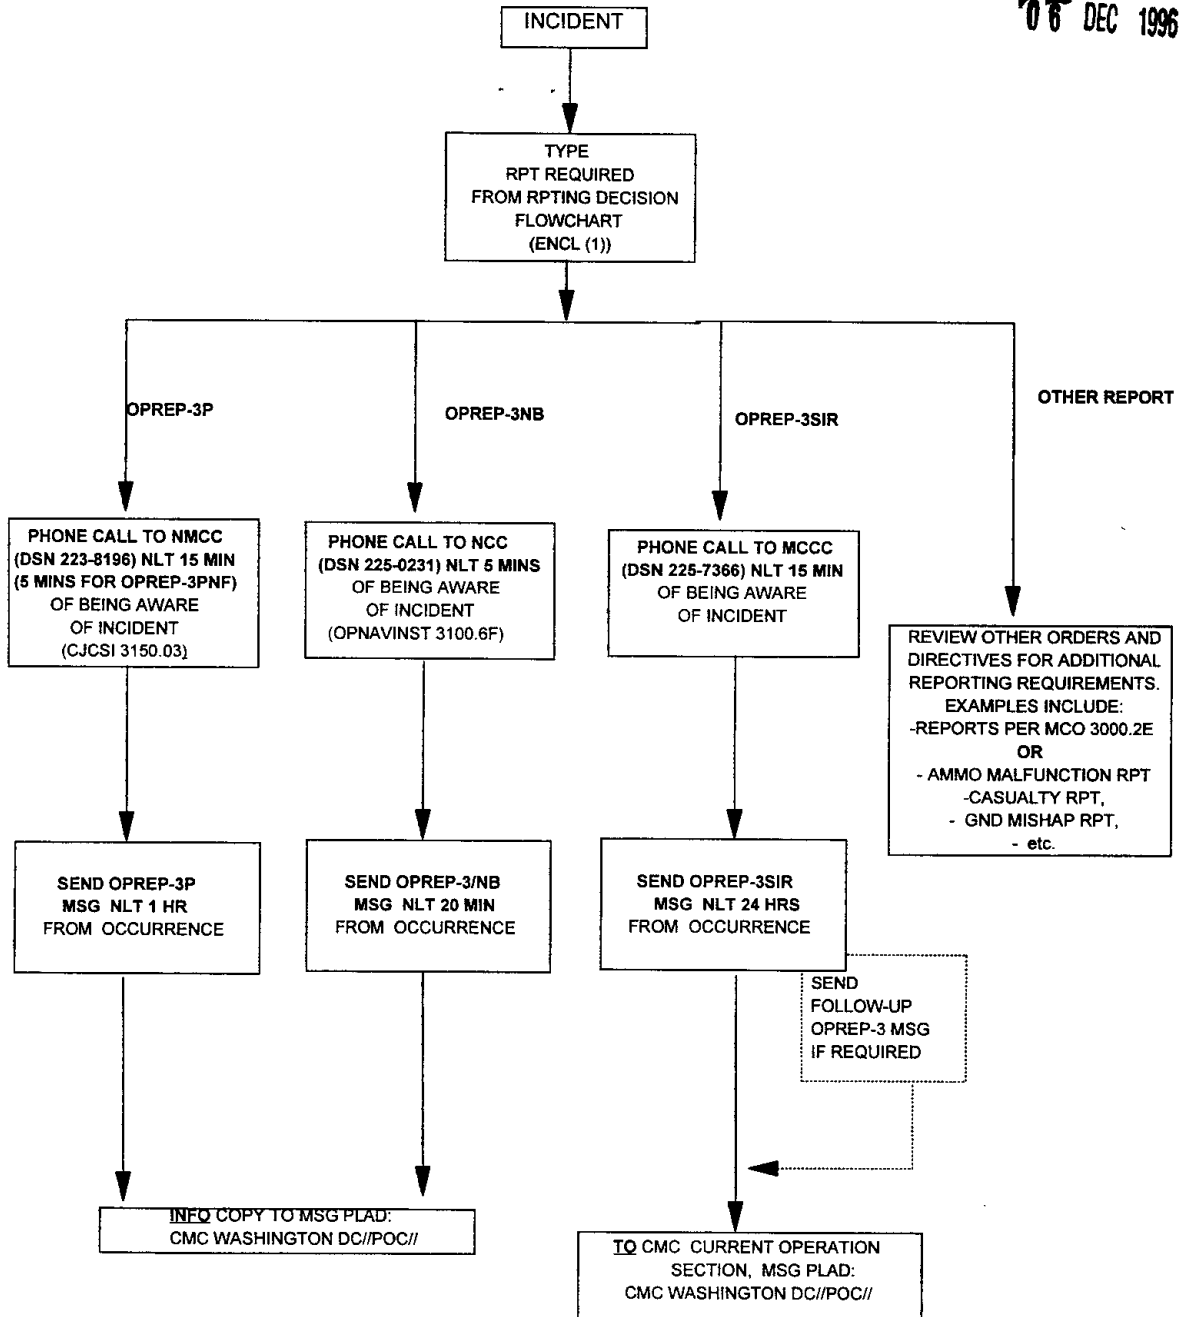 06 DEC 1996
INCIDENT
TYPE
RPT REQUIRED
FROM RPTING DECISION
FLOWCHART
(ENCL (1))
OPREP-3P
OPREP-3NB
OPREP-3SIR
OTHER REPORT
PHONE CALL TO NMCC
(DSN 223-8196) NLT 15 MIN
(5 MINS FOR OPREP-3PNF)
OF BEING AWARE
OF INCIDENT
(CJCSI 3150.03)
PHONE CALL TO NCC
(DSN 225-0231) NLT 5 MINS
OF BEING AWARE
OF INCIDENT
(OPNAVINST 3100.6F)
PHONE CALL TO MCCC
(DSN 225-7366) NLT 15 MIN
OF BEING AWARE
OF INCIDENT
REVIEW OTHER ORDERS AND
DIRECTIVES FOR ADDITIONAL
REPORTING REQUIREMENTS.
EXAMPLES INCLUDE:
-REPORTS PER MCO 3000.2E
OR
- AMMO MALFUNCTION RPT
-CASUALTY RPT,
- GND MISHAP RPT,
- etc.
SEND OPREP-3P
MSG NLT 1 HR
FROM OCCURRENCE
SEND OPREP-3/NB
MSG NLT 20 MIN
FROM OCCURRENCE
SEND OPREP-3SIR
MSG NLT 24 HRS
FROM OCCURRENCE
SEND
FOLLOW-UP
OPREP-3 MSG
IF REQUIRED
INFO COPY TO MSG PLAD:
CMC WASHINGTON DC//POC//
TO CMC CURRENT OPERATION
SECTION, MSG PLAD:
CMC WASHINGTON DC//POC//